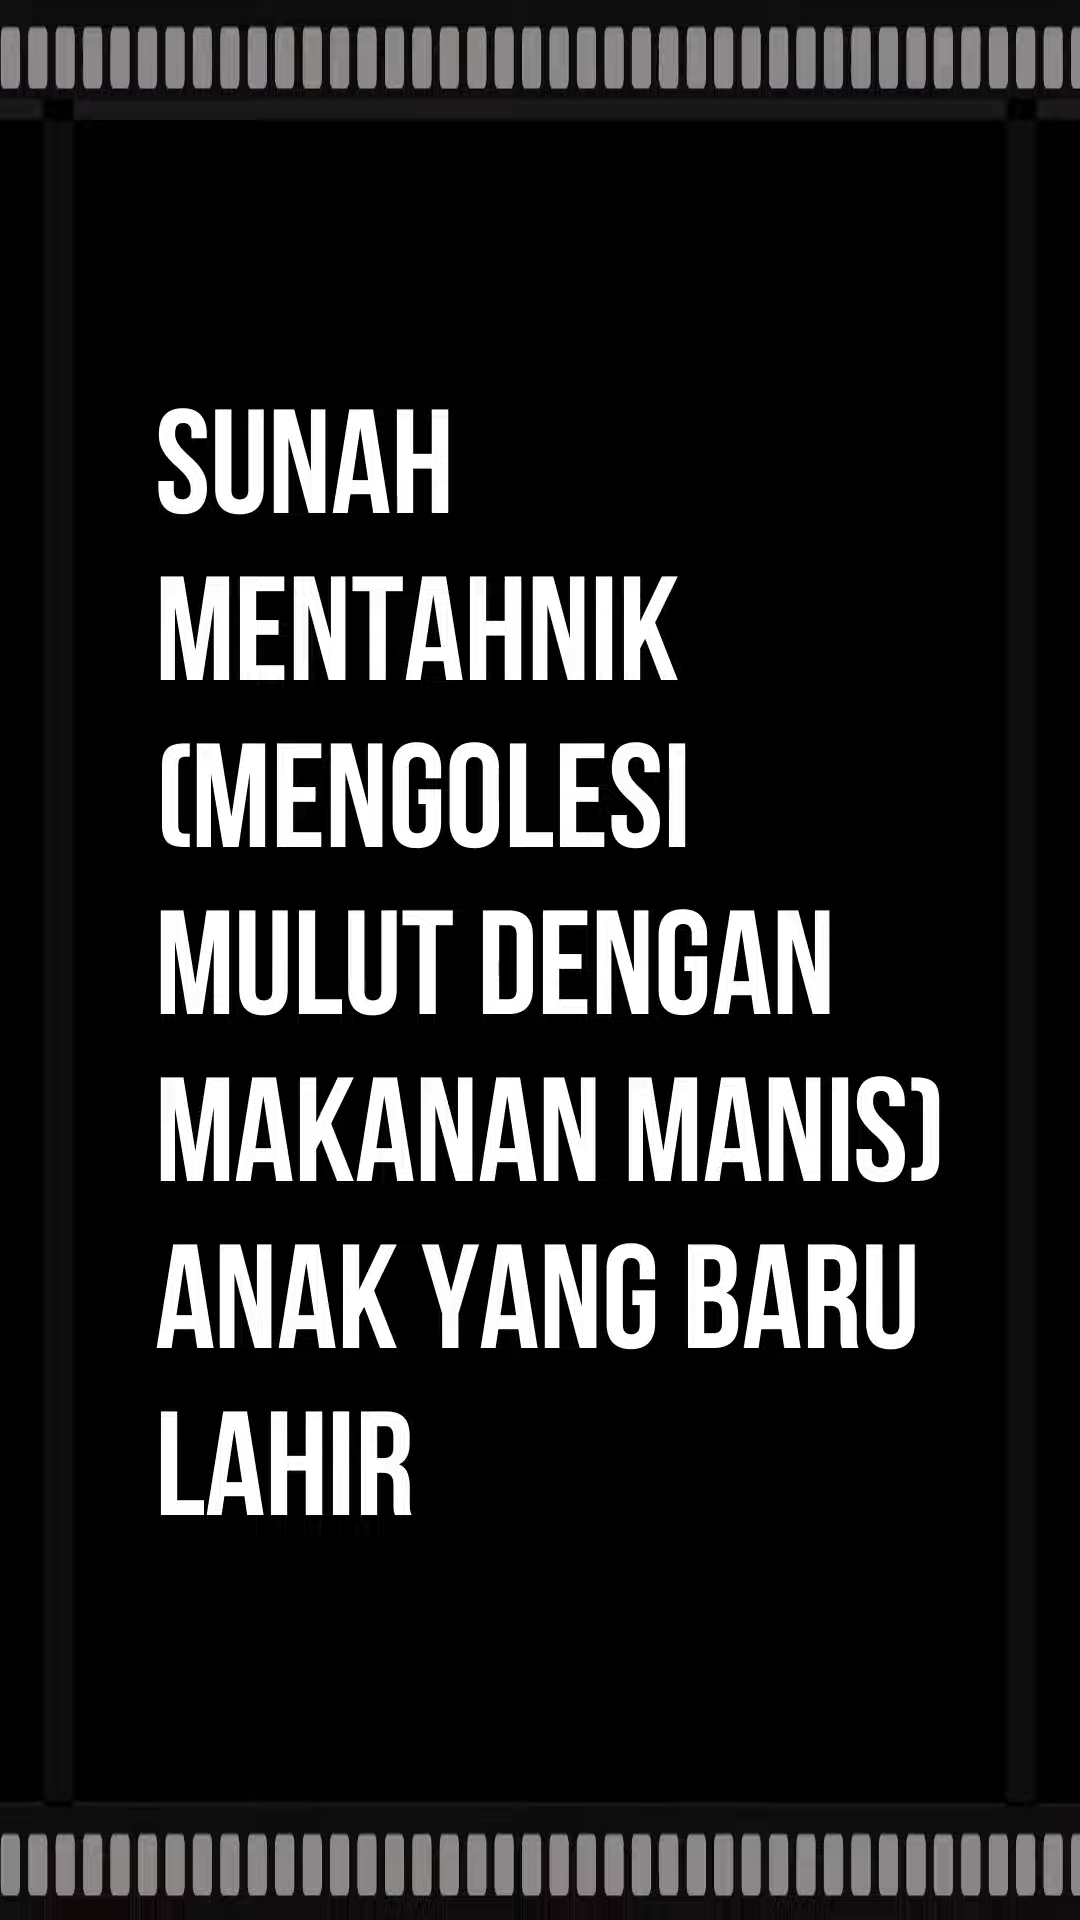 SUNAH
MENTAHNIK
(MENGOLESI
MULUT DENGAN
MAKANAN MANIS)
ANAK YANG BARU
LAHIR